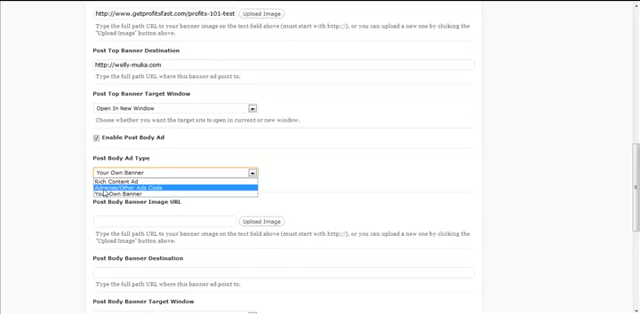 http://www.getprofitsfast.com/profits-101-test Upload Image
Type the full path URL to your banner image on the text field above (must start with http://), or you can upload a new one by clicking the
"Upload Image" button above.
Post Top Banner Destination
http://welly-mulia.com
Type the full path URL where this banner ad point to.
Post Top Banner Target Window
Open In New Window
Choose whether you want the target site to open in current or new window.
Enable Post Body Ad
Post Body Ad Type
Your Own Banner
Rich Content Ad
Adsense/Other Ads Code
Your Own Banner
Post Body Banner Image URL
Upload Image
Type the full path URL to your banner image on the text field above (must start with http://), or you can upload a new one by clicking the
"Upload Image" button above.
Post Body Banner Destination
Type the full path URL where this banner ad point to.
Post Body Banner Target Window